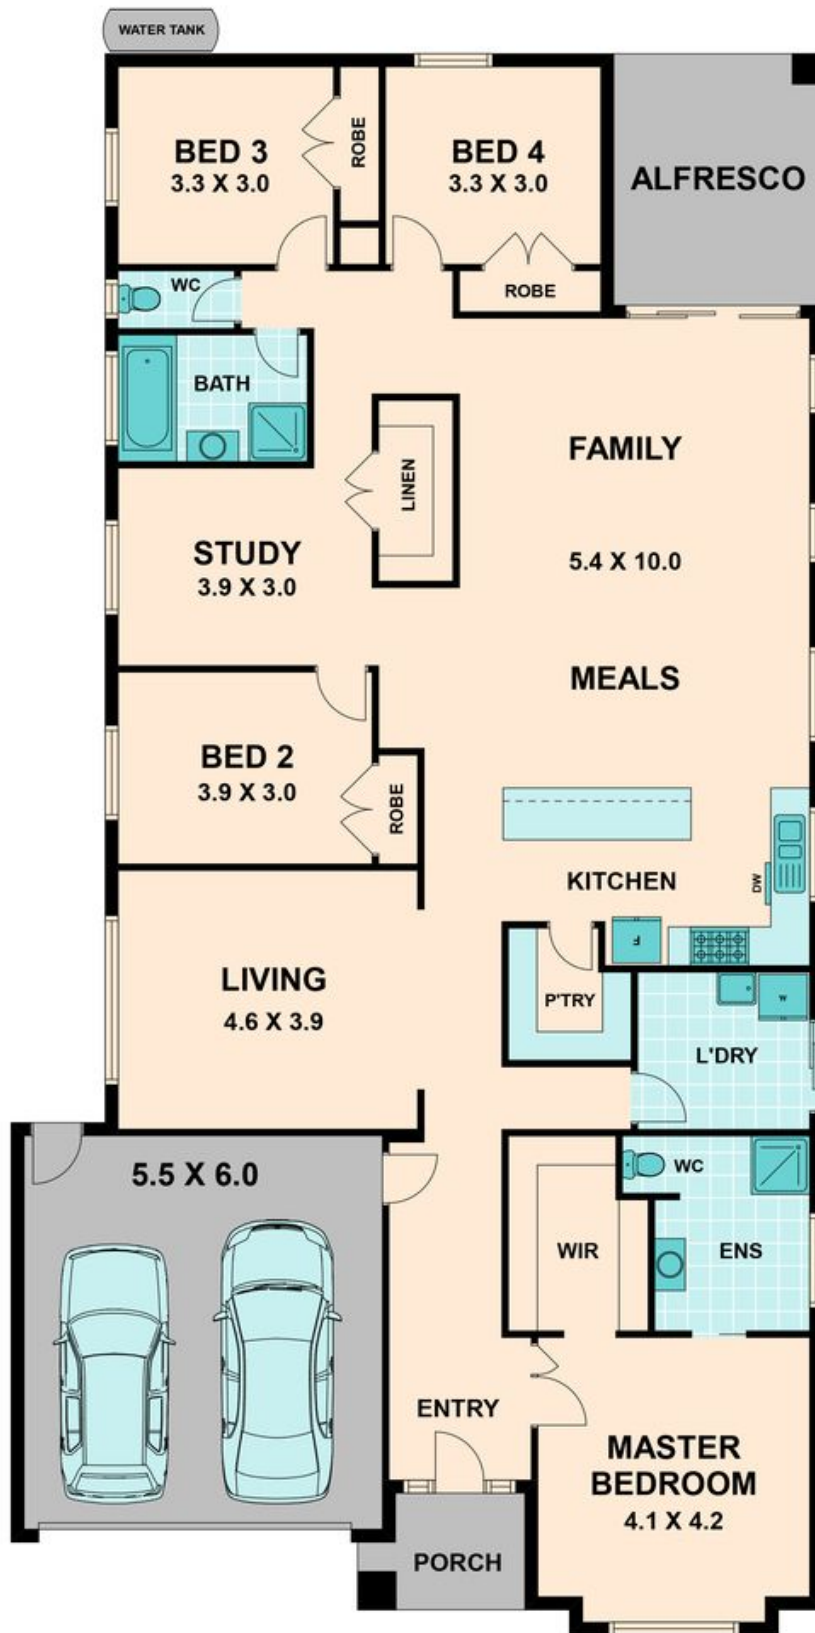 WATER TANK
BED 3
3.3 X 3.0
ROBE
BED 4
3.3 X 3.0
ROBE
ALFRESCO
WC
BATH
LINEN
FAMILY
5.4 X 10.0
MEALS
STUDY
3.9 X 3.0
BED 2
3.9 X 3.0
ROBE
KITCHEN
DW
F
P'TRY
LIVING
4.6 X 3.9
W
L'DRY
5.5 X 6.0
WC
WIR
ENS
ENTRY
MASTER
BEDROOM
4.1 X 4.2
PORCH